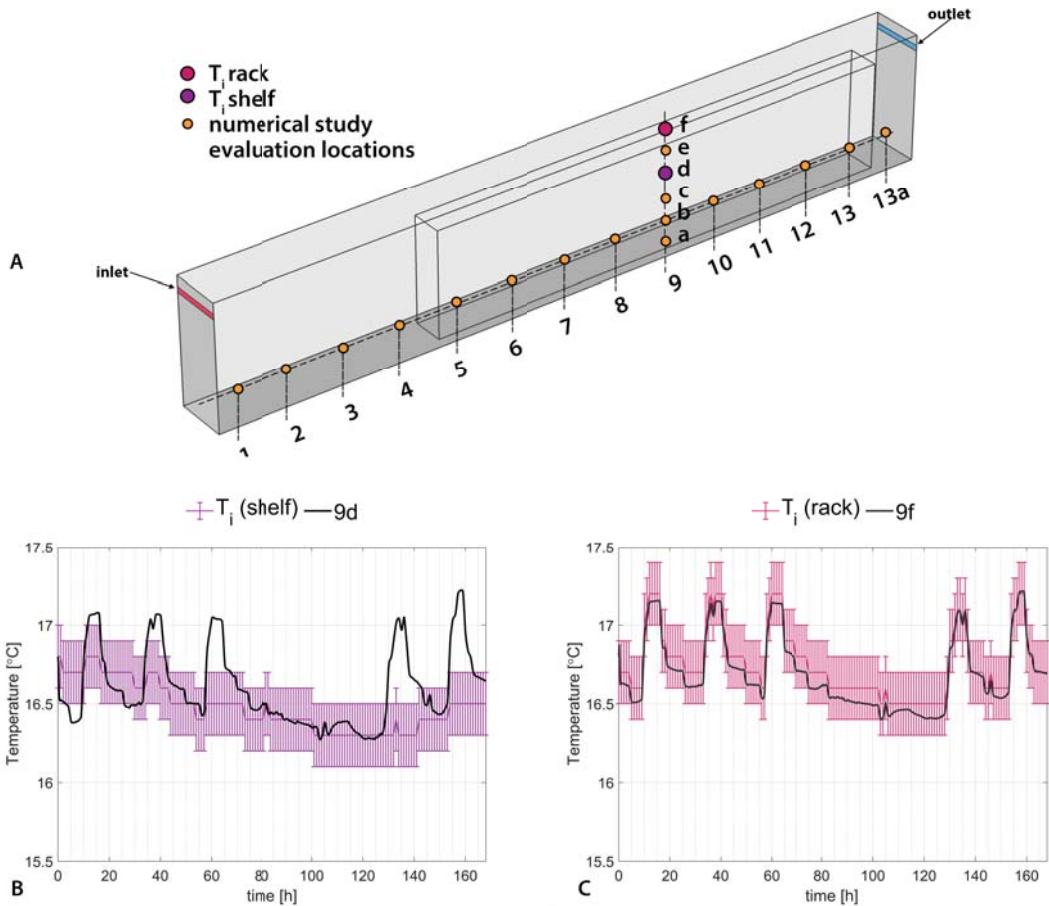 outlet
T_i rack
T_i shelf
numerical study
evaluation locations
f
e
d
c
b
a
A
inlet
1
2
3
4
5
6
7
8
9
10
11
12
13
13a
T_i (shelf) 9d
17.5
17
16.5
16
15.5
Temperature [°C]
0 20 40 60 80 100 120 140 160
time [h]
B
T_i (rack) 9f
17.5
17
16.5
16
15.5
Temperature [°C]
0 20 40 60 80 100 120 140 160
time [h]
C